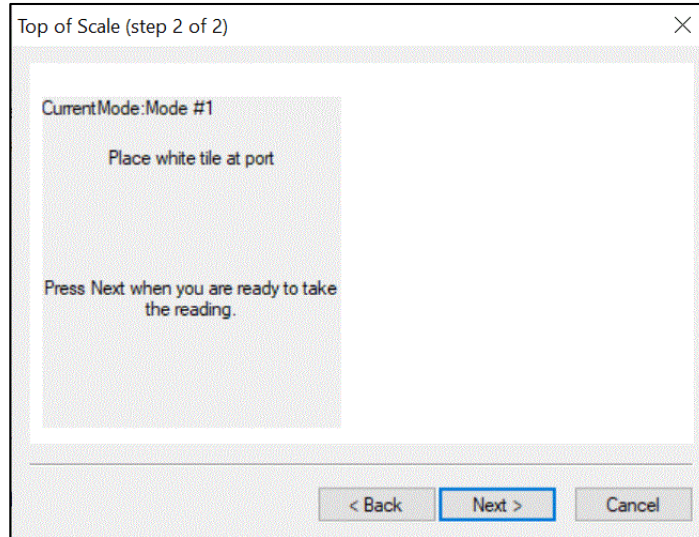 Top of Scale (step 2 of 2)
CurrentMode:Mode #1
Place white tile at port
Press Next when you are ready to take
the reading.
< Back
Next >
Cancel